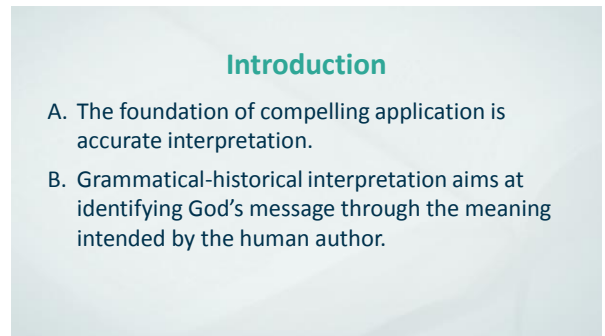 Introduction
A. The foundation of compelling application is
accurate interpretation.
B. Grammatical-historical interpretation aims at
identifying God’s message through the meaning
intended by the human author.